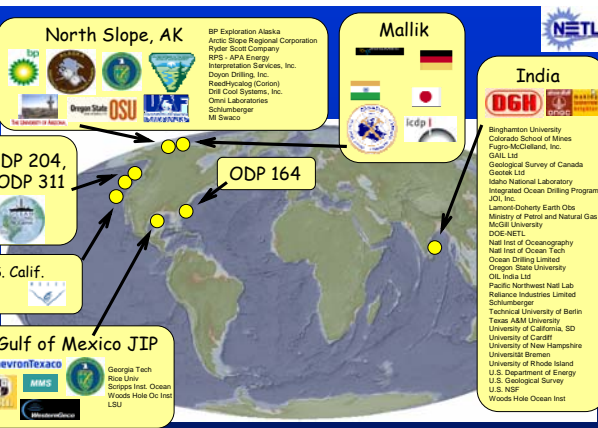 North Slope, AK
bp
Oregon State
OSU
UAF
THE UNIVERSITY OF ARIZONA.
BP Exploration Alaska
Arctic Slope Regional Corporation
Ryder Scott Company
RPS - APA Energy
Interpretation Services, Inc.
Doyon Drilling, Inc.
ReedHycalog (Corion)
Drill Cool Systems, Inc.
Omni Laboratories
Schlumberger
MI Swaco
Mallik
icdp
NETL
India
DGH
Binghamton University
Colorado School of Mines
Fugro-McClelland, Inc.
GAIL Ltd
Geological Survey of Canada
Geotek Ltd
Idaho National Laboratory
Integrated Ocean Drilling Program
JOI, Inc.
Lamont-Doherty Earth Obs
Ministry of Petrol and Natural Gas
McGill University
DOE-NETL
Natl Inst of Oceanography
Natl Inst of Ocean Tech
Ocean Drilling Limited
Oregon State University
OIL India Ltd
Pacific Northwest Natl Lab
Reliance Industries Limited
Schlumberger
Technical University of Berlin
Texas A&M University
University of California, SD
University of Cardiff
University of New Hampshire
Universität Bremen
University of Rhode Island
U.S. Department of Energy
U.S. Geological Survey
U.S. NSF
Woods Hole Ocean Inst
DP 204,
ODP 311
ODP 164
. Calif.
Gulf of Mexico JIP
evronTexaco
MMS
WesternGeco
Georgia Tech
Rice Univ
Scripps Inst. Ocean
Woods Hole Oc Inst
LSU